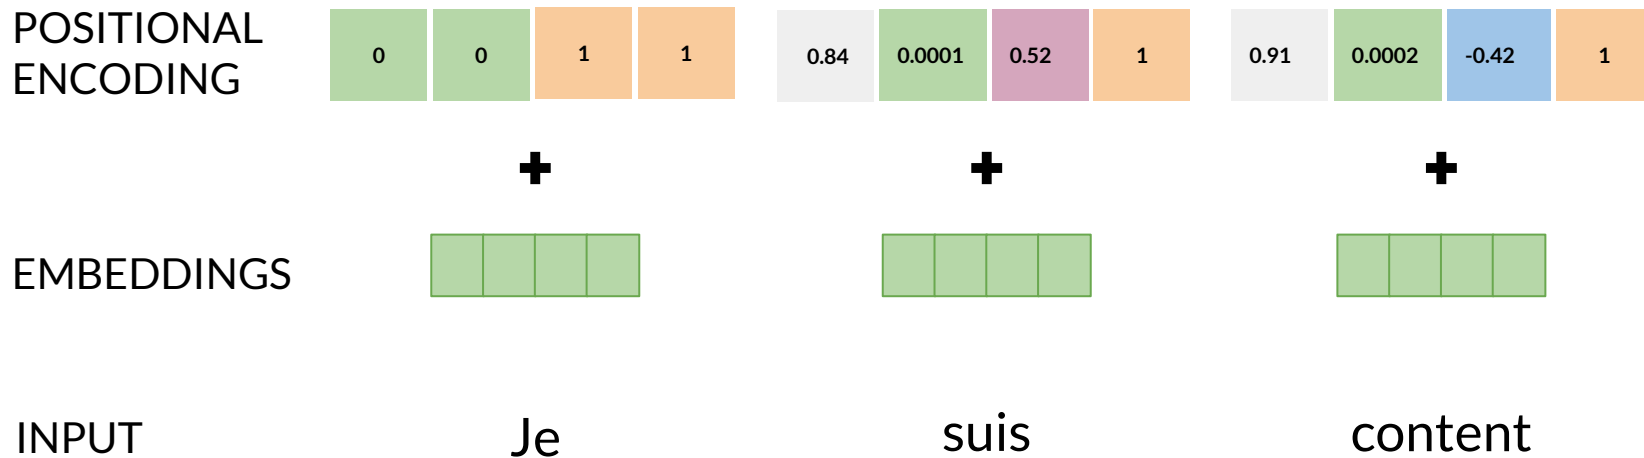 POSITIONAL
ENCODING
0 0 1 1 0.84 0.0001 0.52 1 0.91 0.0002 -0.42 1
EMBEDDINGS
INPUT Je suis content